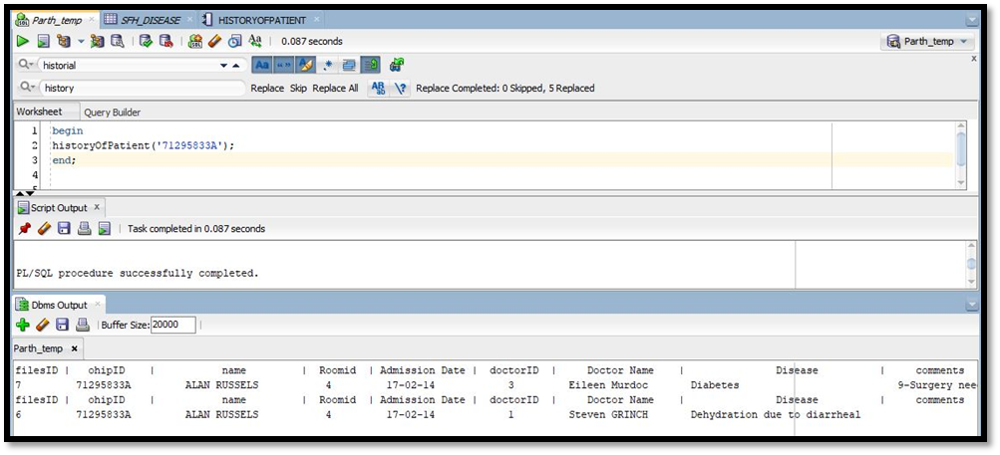 Parth_temp × SFH_DISEASE × HISTORYOFPATIENT ×
0.087 seconds Parth_temp
historial Aa “ ”
history Replace Skip Replace All AB Replace Completed: 0 Skipped, 5 Replaced
Worksheet Query Builder
1 begin
2 historyOfPatient('71295833A');
3 end;
4
5
Script Output ×
Task completed in 0.087 seconds
PL/SQL procedure successfully completed.
Dbms Output ×
Buffer Size: 20000
Parth_temp ×
filesID | ohipID | name | Roomid | Admission Date | doctorID | Doctor Name | Disease | comments
7 71295833A ALAN RUSSELS 4 17-02-14 3 Eileen Murdoc Diabetes 9-Surgery nee
filesID | ohipID | name | Roomid | Admission Date | doctorID | Doctor Name | Disease | comments
6 71295833A ALAN RUSSELS 4 17-02-14 1 Steven GRINCH Dehydration due to diarrheal